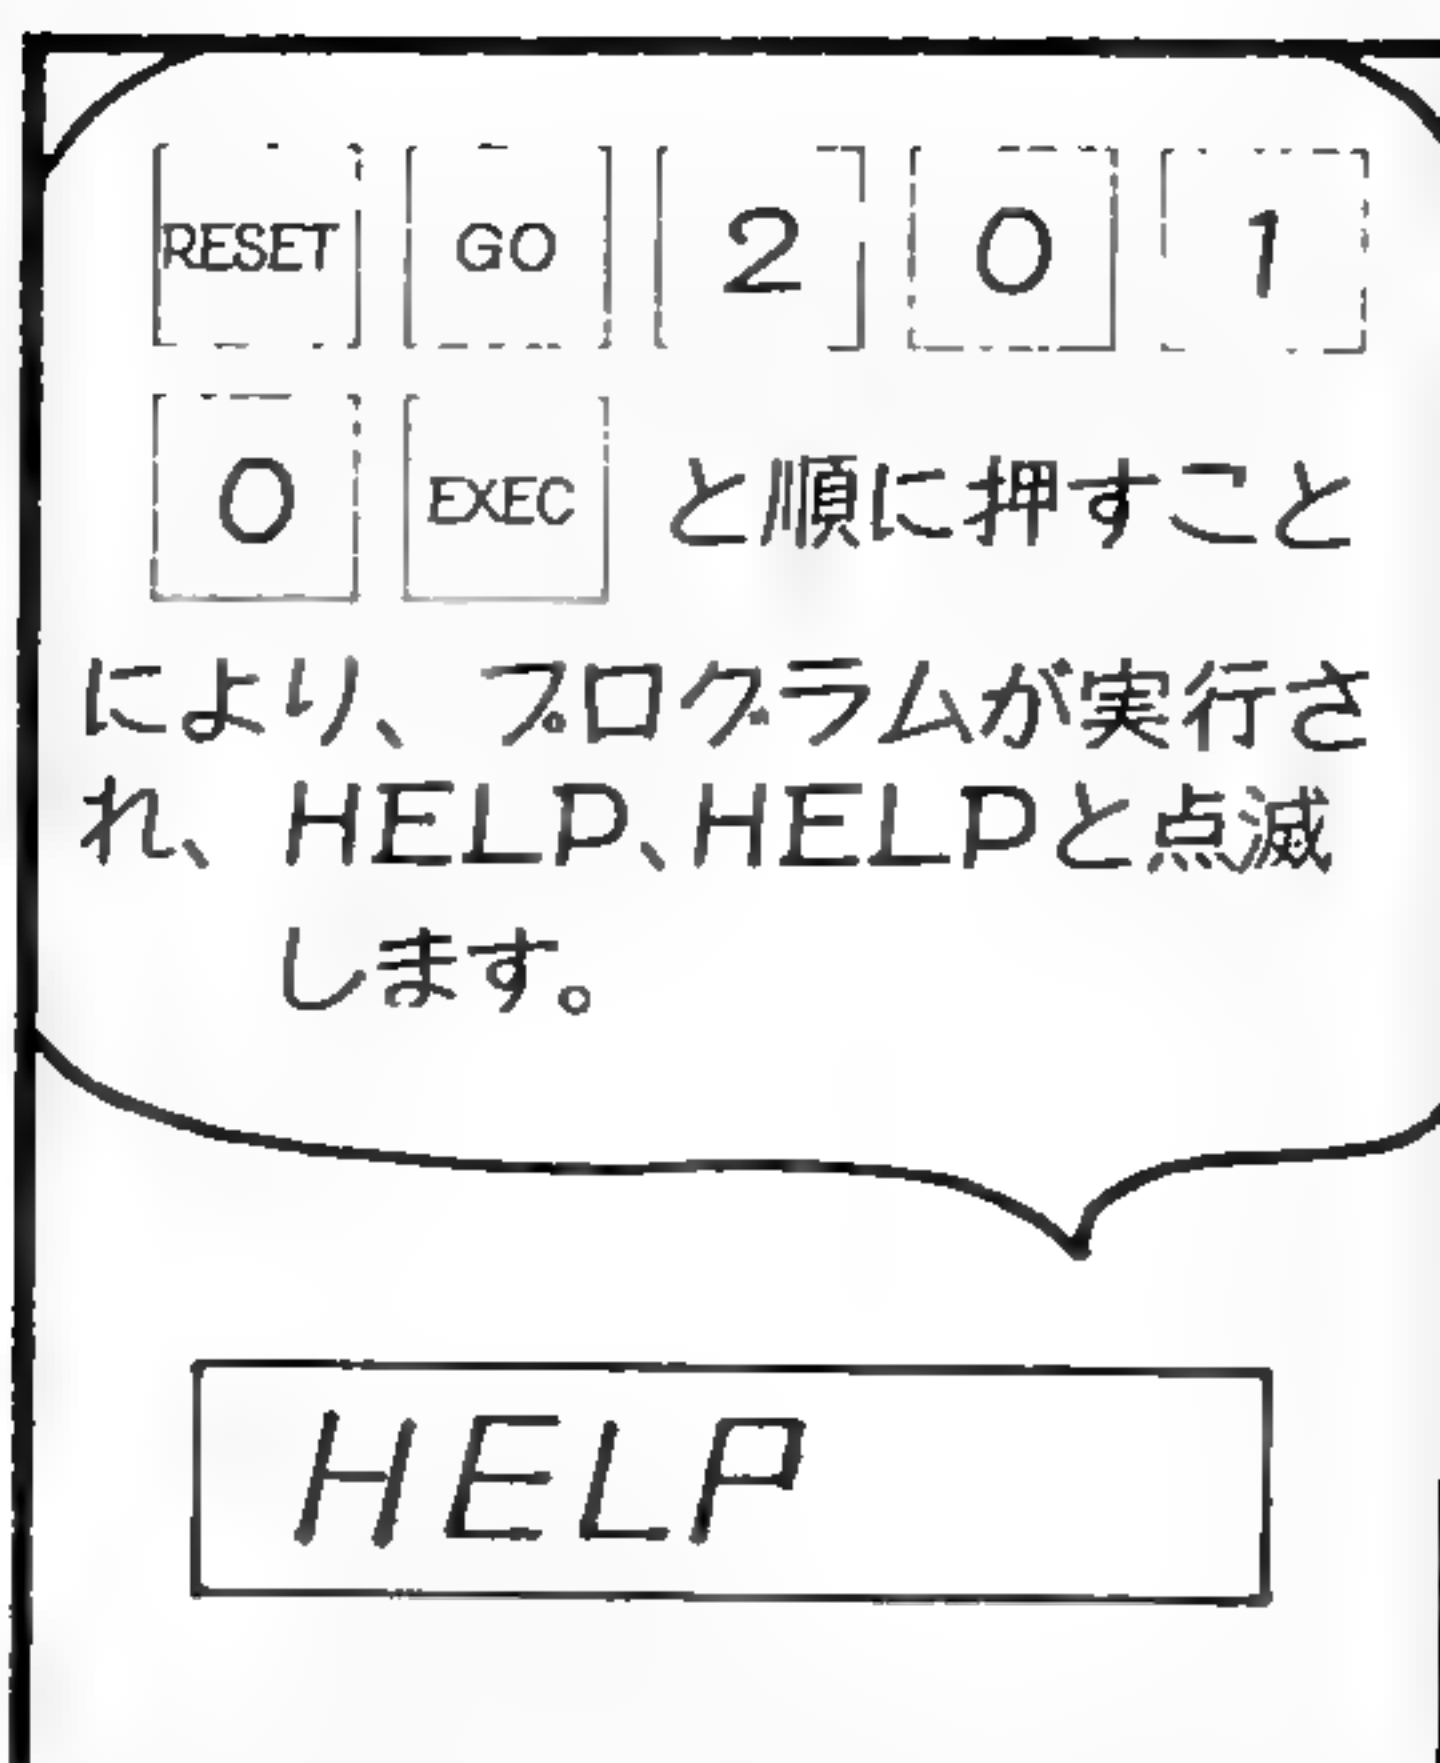 RESET GO 2 0 1
0 EXEC と順に押すこと
により、プログラムが実行さ
れ、HELP、HELPと点滅
します。
HELP